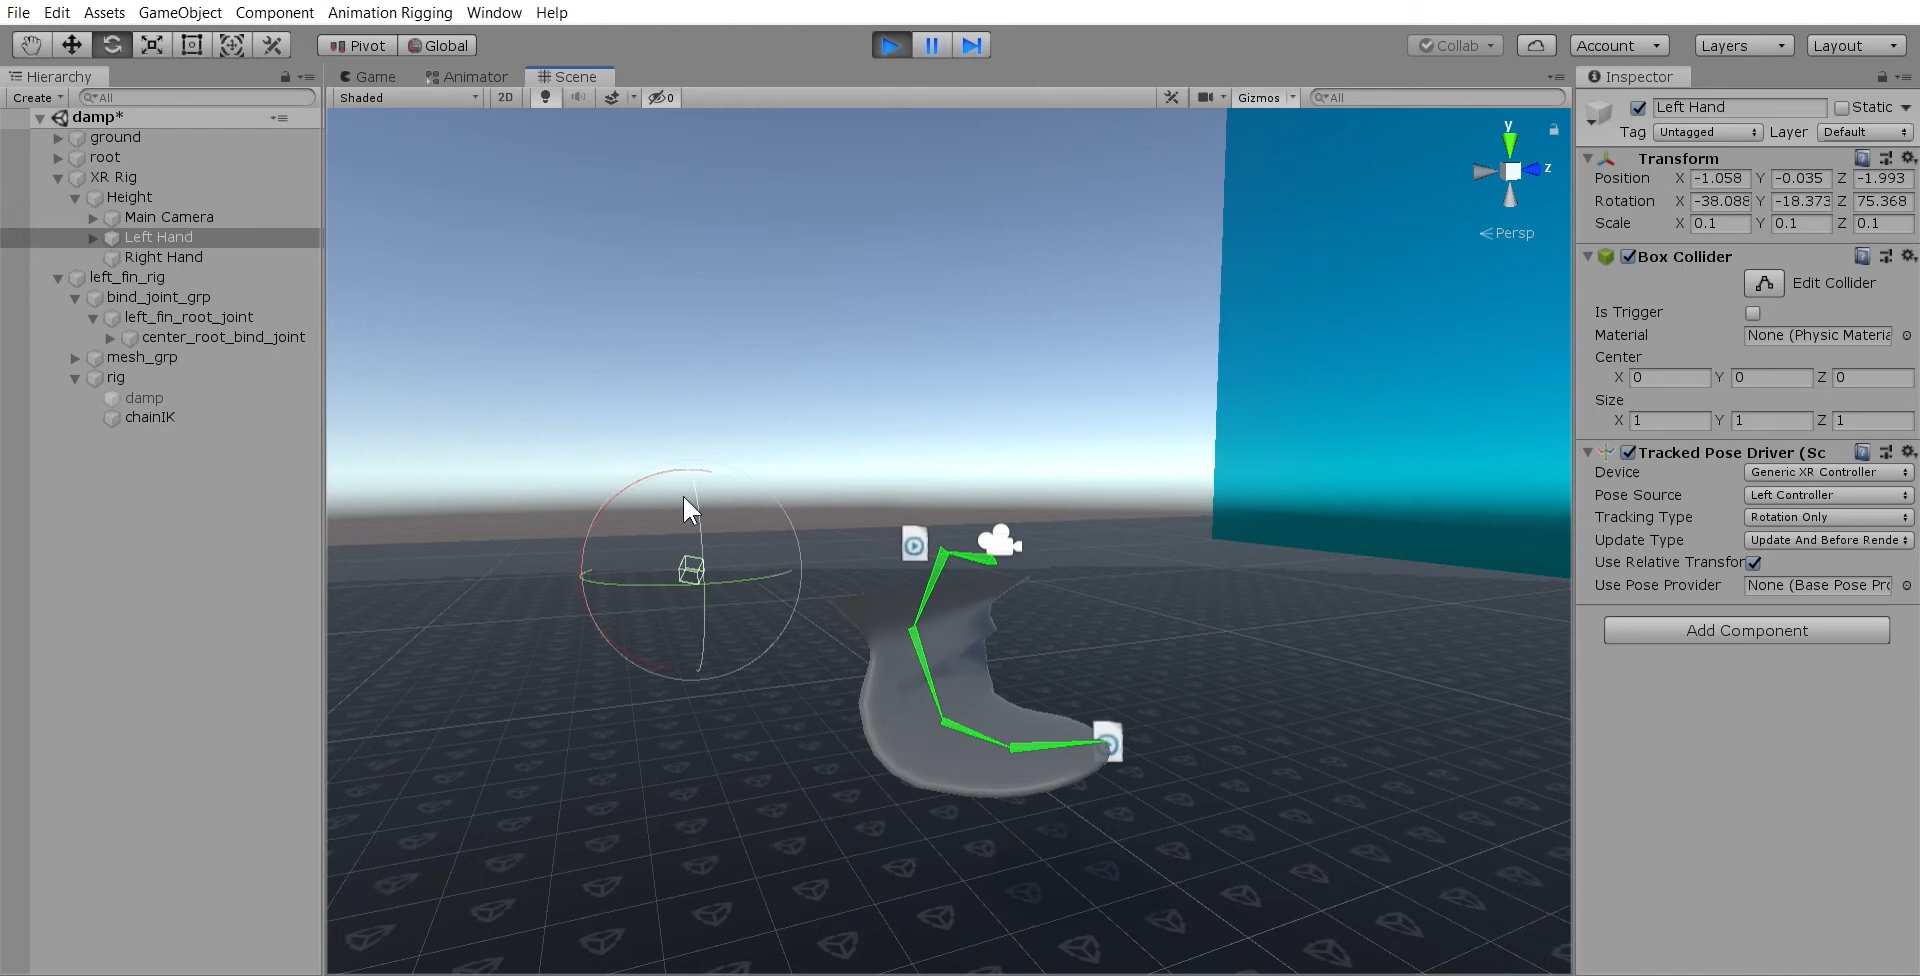 File Edit Assets GameObject Component Animation Rigging Window Help
Pivot Global Collab Account Layers Layout
Hierarchy Game Animator Scene Inspector
Create All Shaded 2D 0 Gizmos All
damp*
ground
root
XR Rig
Height
Main Camera
Left Hand
Right Hand
left_fin_rig
bind_joint_grp
left_fin_root_joint
center_root_bind_joint
mesh_grp
rig
damp
chainIK
y
z
Persp
Left Hand Static
Tag Untagged Layer Default
Transform
Position X -1.058 Y -0.035 Z -1.993
Rotation X -38.088 Y -18.373 Z 75.368
Scale X 0.1 Y 0.1 Z 0.1
Box Collider
Edit Collider
Is Trigger
Material None (Physic Materia
Center
X 0 Y 0 Z 0
Size
X 1 Y 1 Z 1
Tracked Pose Driver (Sc
Device Generic XR Controller
Pose Source Left Controller
Tracking Type Rotation Only
Update Type Update And Before Rende
Use Relative Transfor
Use Pose Provider None (Base Pose Pro
Add Component